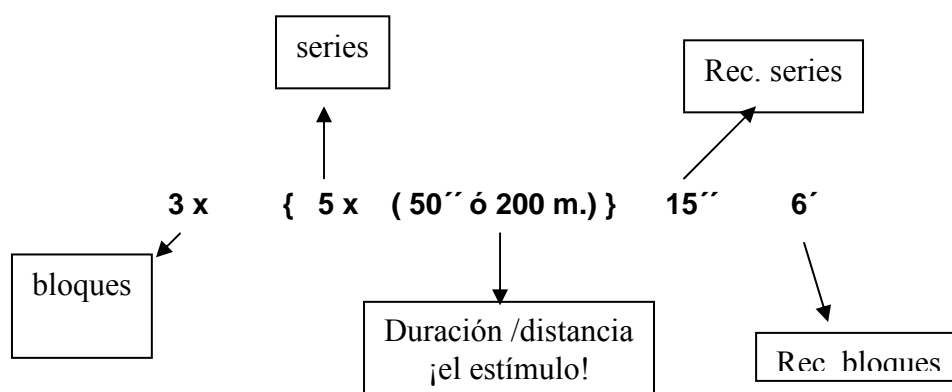 series
Rec. series
3 x { 5 x ( 50´´ ó 200 m.) } 15´´ 6´
bloques
Duración /distancia
¡el estímulo!
Rec. bloques